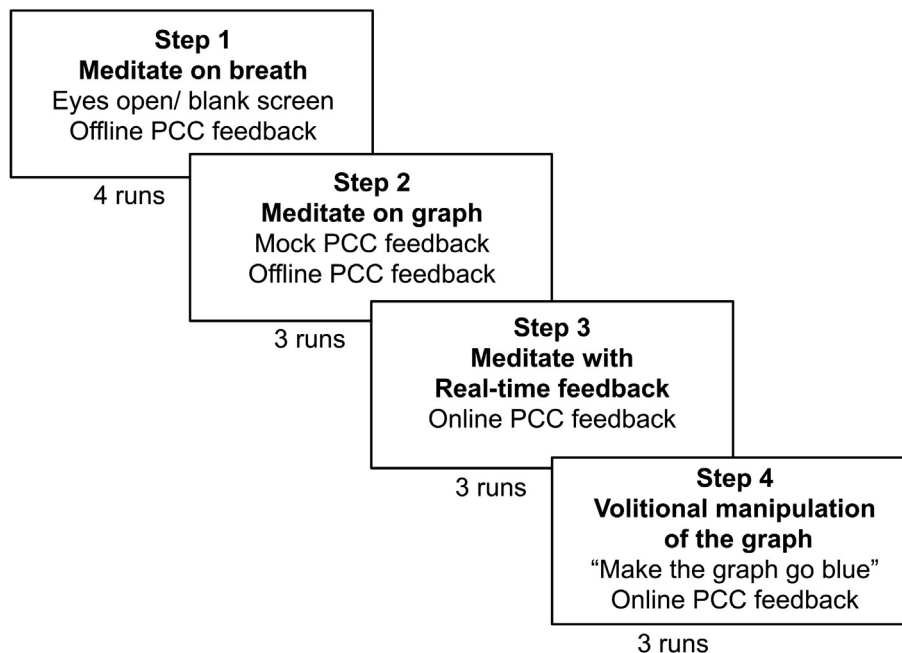 Step 1
Meditate on breath
Eyes open/ blank screen
Offline PCC feedback
4 runs
Step 2
Meditate on graph
Mock PCC feedback
Offline PCC feedback
3 runs
Step 3
Meditate with
Real-time feedback
Online PCC feedback
3 runs
Step 4
Volitional manipulation
of the graph
“Make the graph go blue”
Online PCC feedback
3 runs